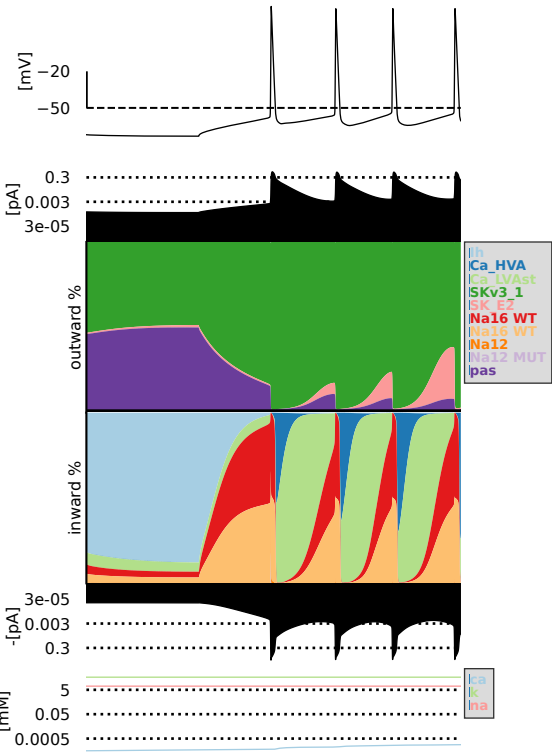 [mV]
−20
−50
[pA]
0.3
0.003
3e-05
outward %
Ih
Ca_HVA
Ca_LVAst
SKv3_1
SK_E2
Na16 WT
Na16 WT
Na12
Na12 MUT
pas
inward %
-[pA]
3e-05
0.003
0.3
[mM]
5
0.05
0.0005
ca
k
na